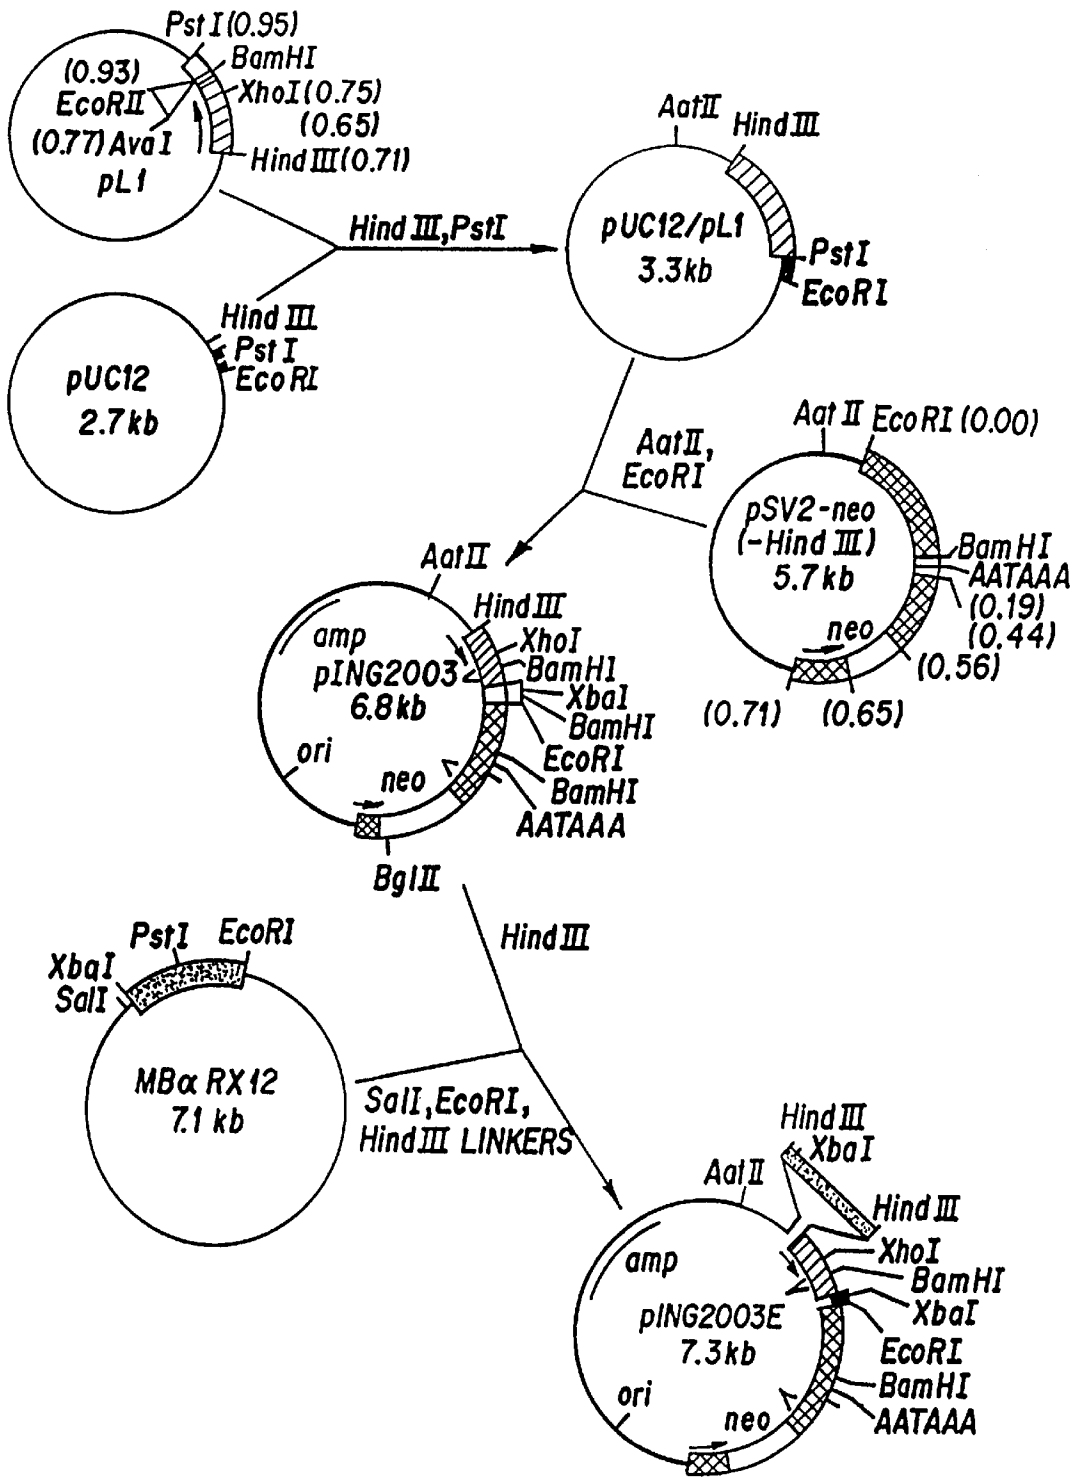 Pst I (0.95)
BamHI
(0.93)
EcoRII
XhoI (0.75)
(0.65)
(0.77) AvaI
HindIII (0.71)
pL1
HindIII, PstI
HindIII
PstI
EcoRI
pUC12
2.7kb
AatII
HindIII
pUC12/pL1
3.3kb
PstI
EcoRI
AatII,
EcoRI
AatII
EcoRI (0.00)
pSV2-neo
(-HindIII)
5.7kb
BamHI
AATAAA
(0.19)
(0.44)
(0.56)
neo
(0.71)
(0.65)
AatII
HindIII
amp
XhoI
pING2003
BamHI
6.8kb
XbaI
BamHI
ori
EcoRI
neo
BamHI
AATAAA
BglII
HindIII
PstI
EcoRI
XbaI
SalI
MBα RX12
7.1 kb
SalI, EcoRI,
HindIII LINKERS
HindIII
XbaI
AatII
HindIII
XhoI
amp
BamHI
XbaI
pING2003E
7.3kb
EcoRI
BamHI
ori
neo
AATAAA